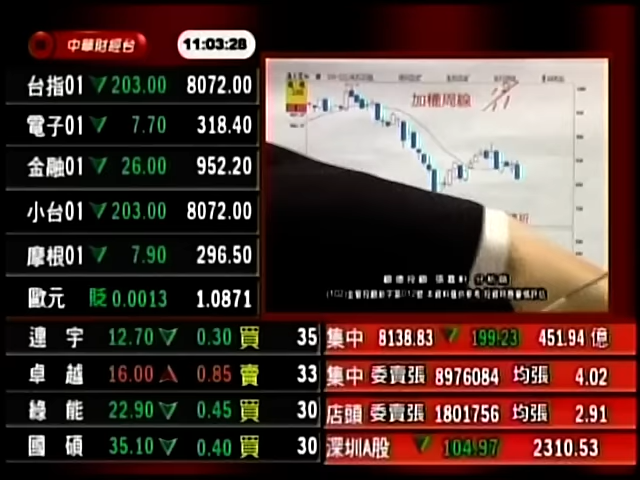 中華財經台 11:03:28
台指01 ▼ 203.00 8072.00
電子01 ▼ 7.70 318.40
金融01 ▼ 26.00 952.20
小台01 ▼ 203.00 8072.00
摩根01 ▼ 7.90 296.50
歐元 貶 0.0013 1.0871
加權周線
連宇 12.70 ▽ 0.30 買 35
卓越 16.00 △ 0.85 賣 33
綠能 22.90 ▽ 0.45 買 30
國碩 35.10 ▽ 0.40 買 30
集中 8138.83 ▼ 199.23 451.94 億
集中 委賣張 8976084 均張 4.02
店頭 委賣張 1801756 均張 2.91
深圳A股 ▼ 104.97 2310.53